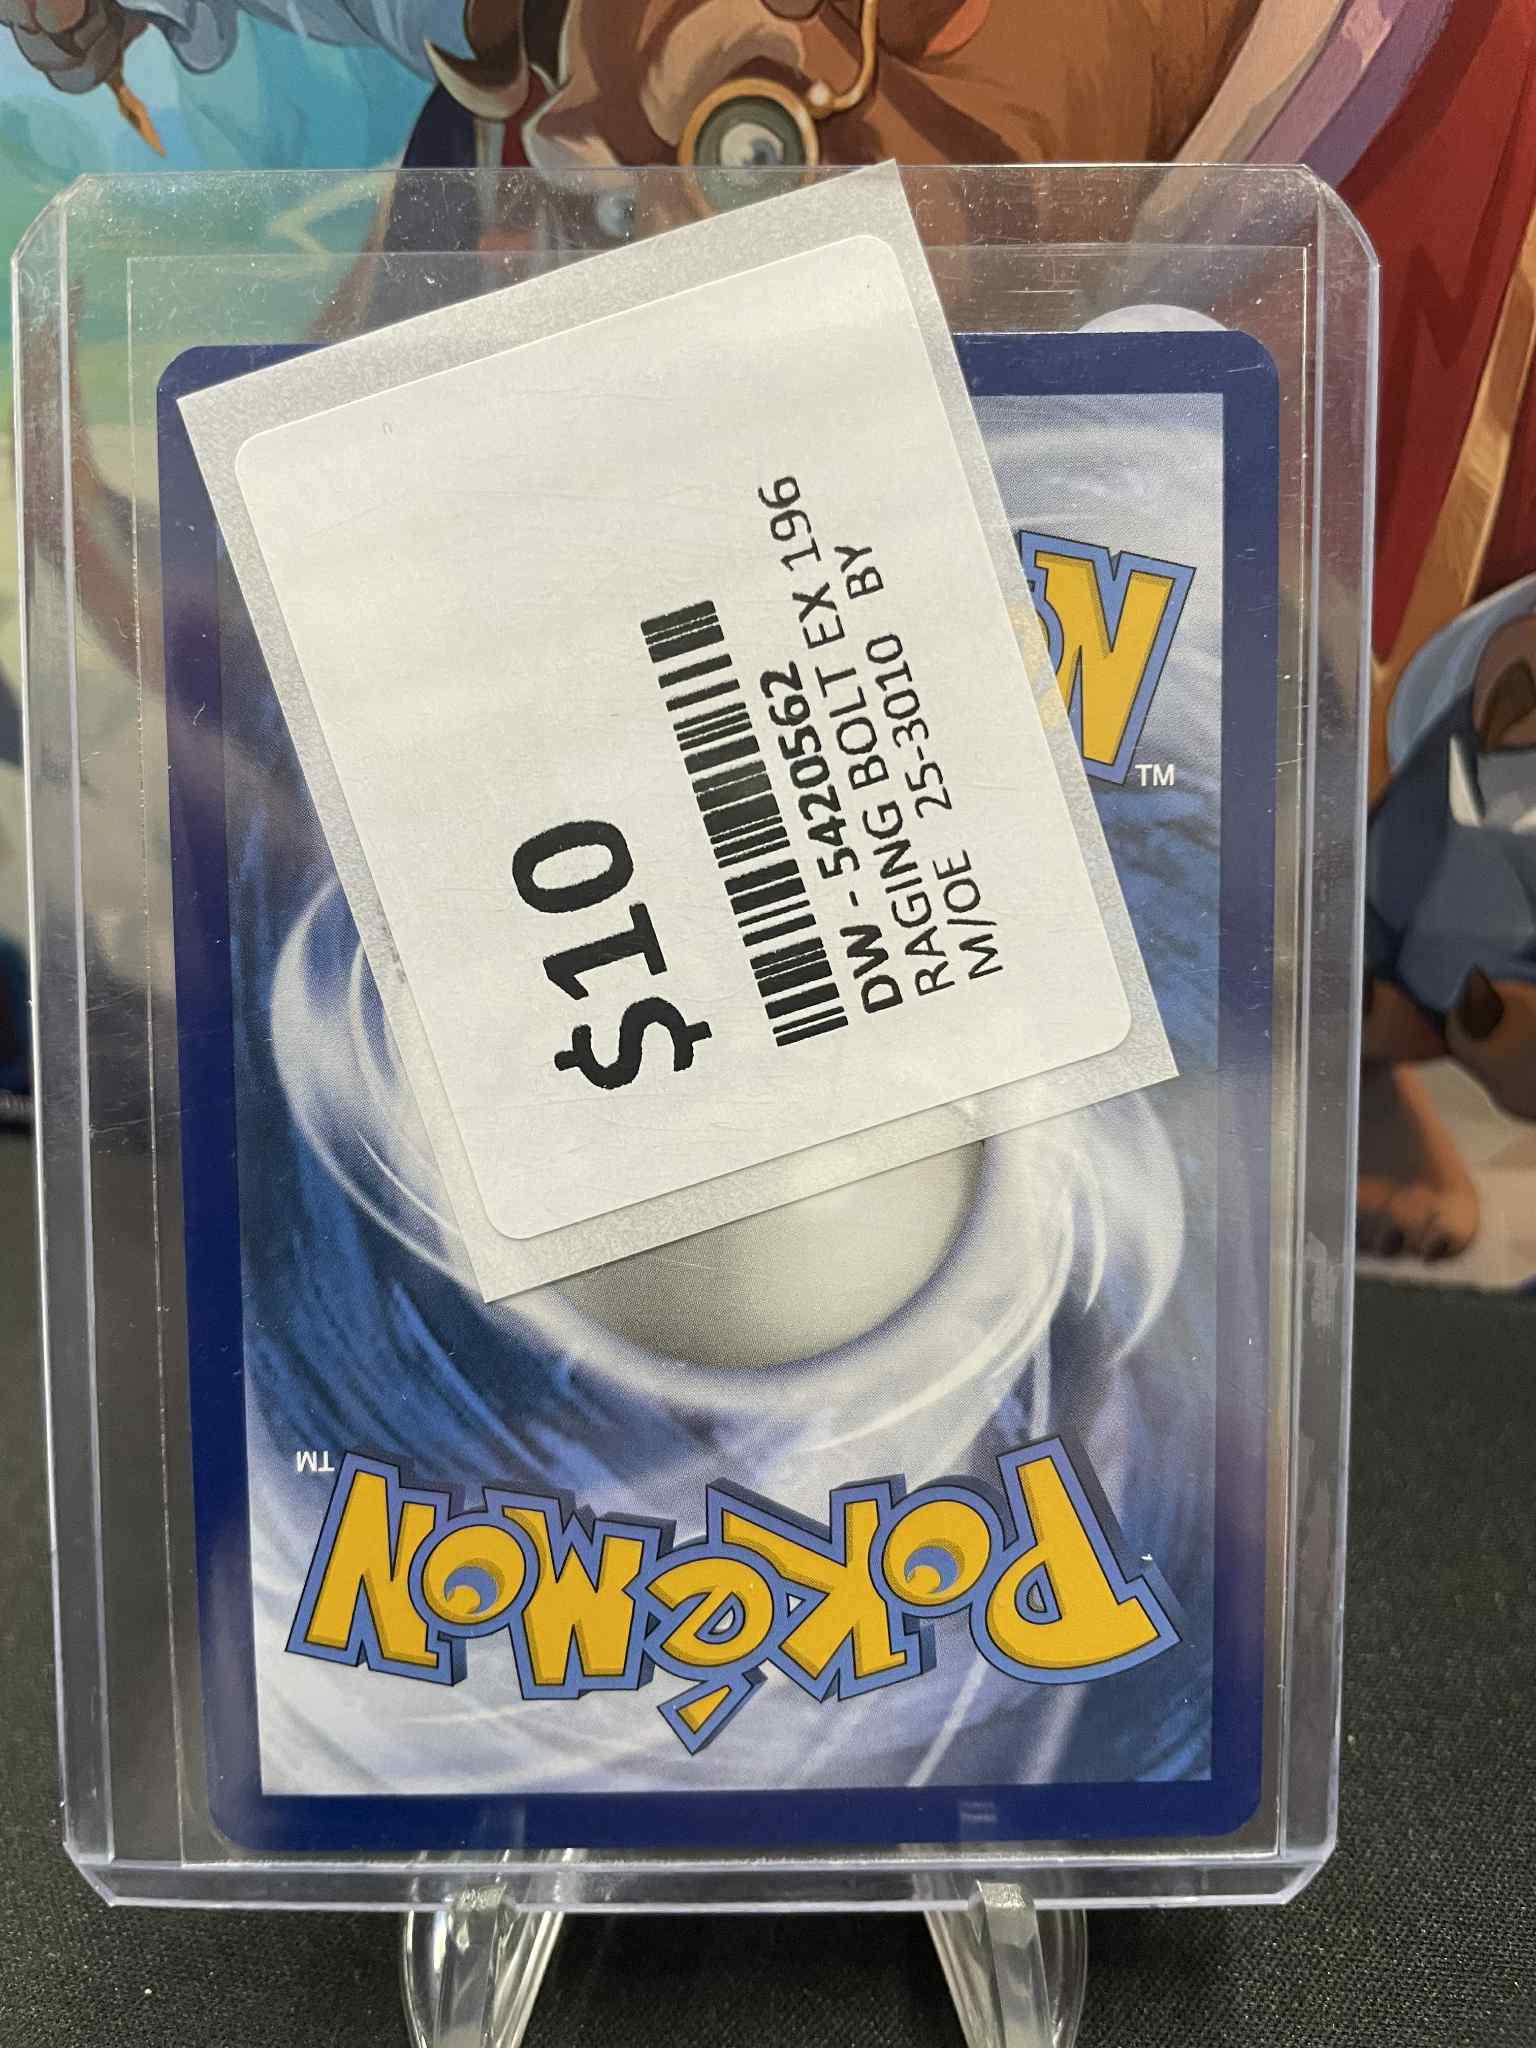 $10
DW - 54205562
RAGING BOLT EX 196
M/OE 25-3010 BY
TM
POKéMON
TM